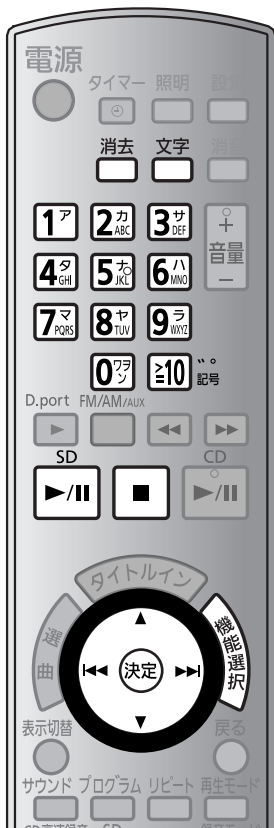 電源
タイマー 照明 設定
消去 文字 消音
1 ア 2 カ ABC 3 サ DEF +
音量
4 タ GHI 5 ナ JKL 6 ハ MNO −
7 マ PQRS 8 ヤ TUV 9 ラ WXYZ
0 ワヲン ≧10 ゛゜記号
D.port FM/AM/AUX
SD CD
タイトルイン
選曲
機能選択
決定
表示切替 戻る
サウンド プログラム リピート 再生モード